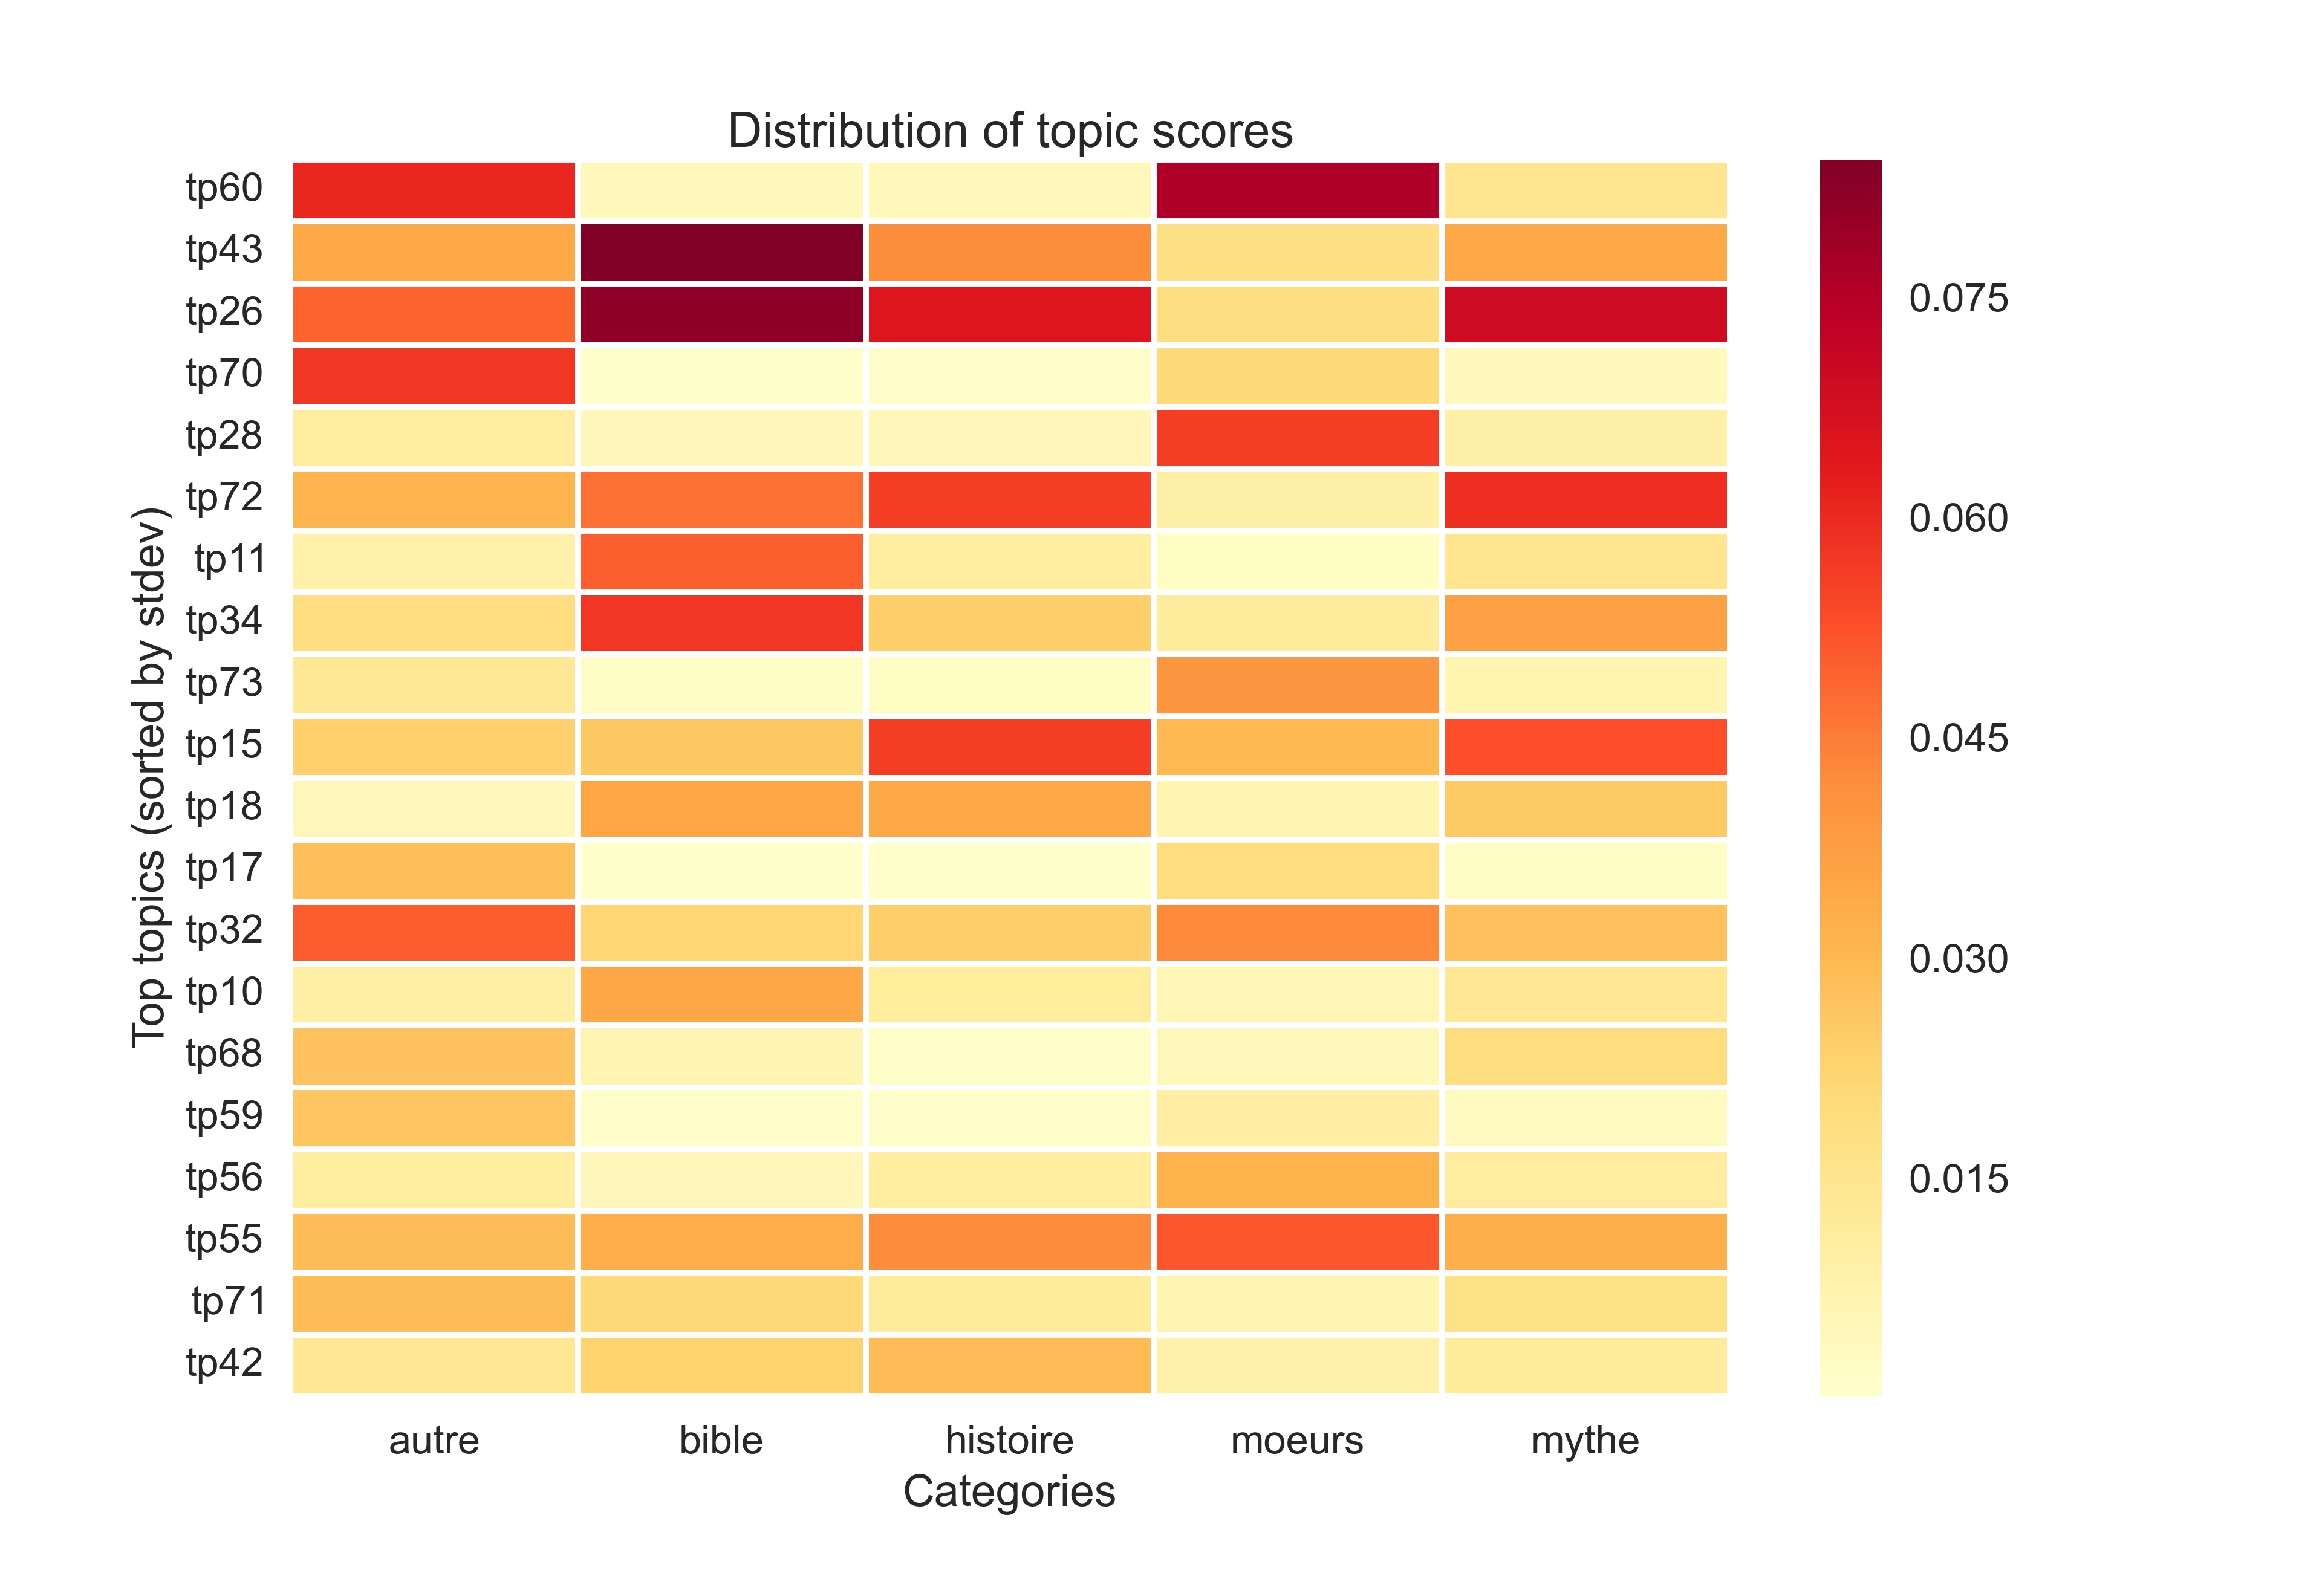 Distribution of topic scores
Top topics (sorted by stdev)
tp60
tp43
tp26
tp70
tp28
tp72
tp11
tp34
tp73
tp15
tp18
tp17
tp32
tp10
tp68
tp59
tp56
tp55
tp71
tp42
autre bible histoire moeurs mythe
Categories
0.075
0.060
0.045
0.030
0.015